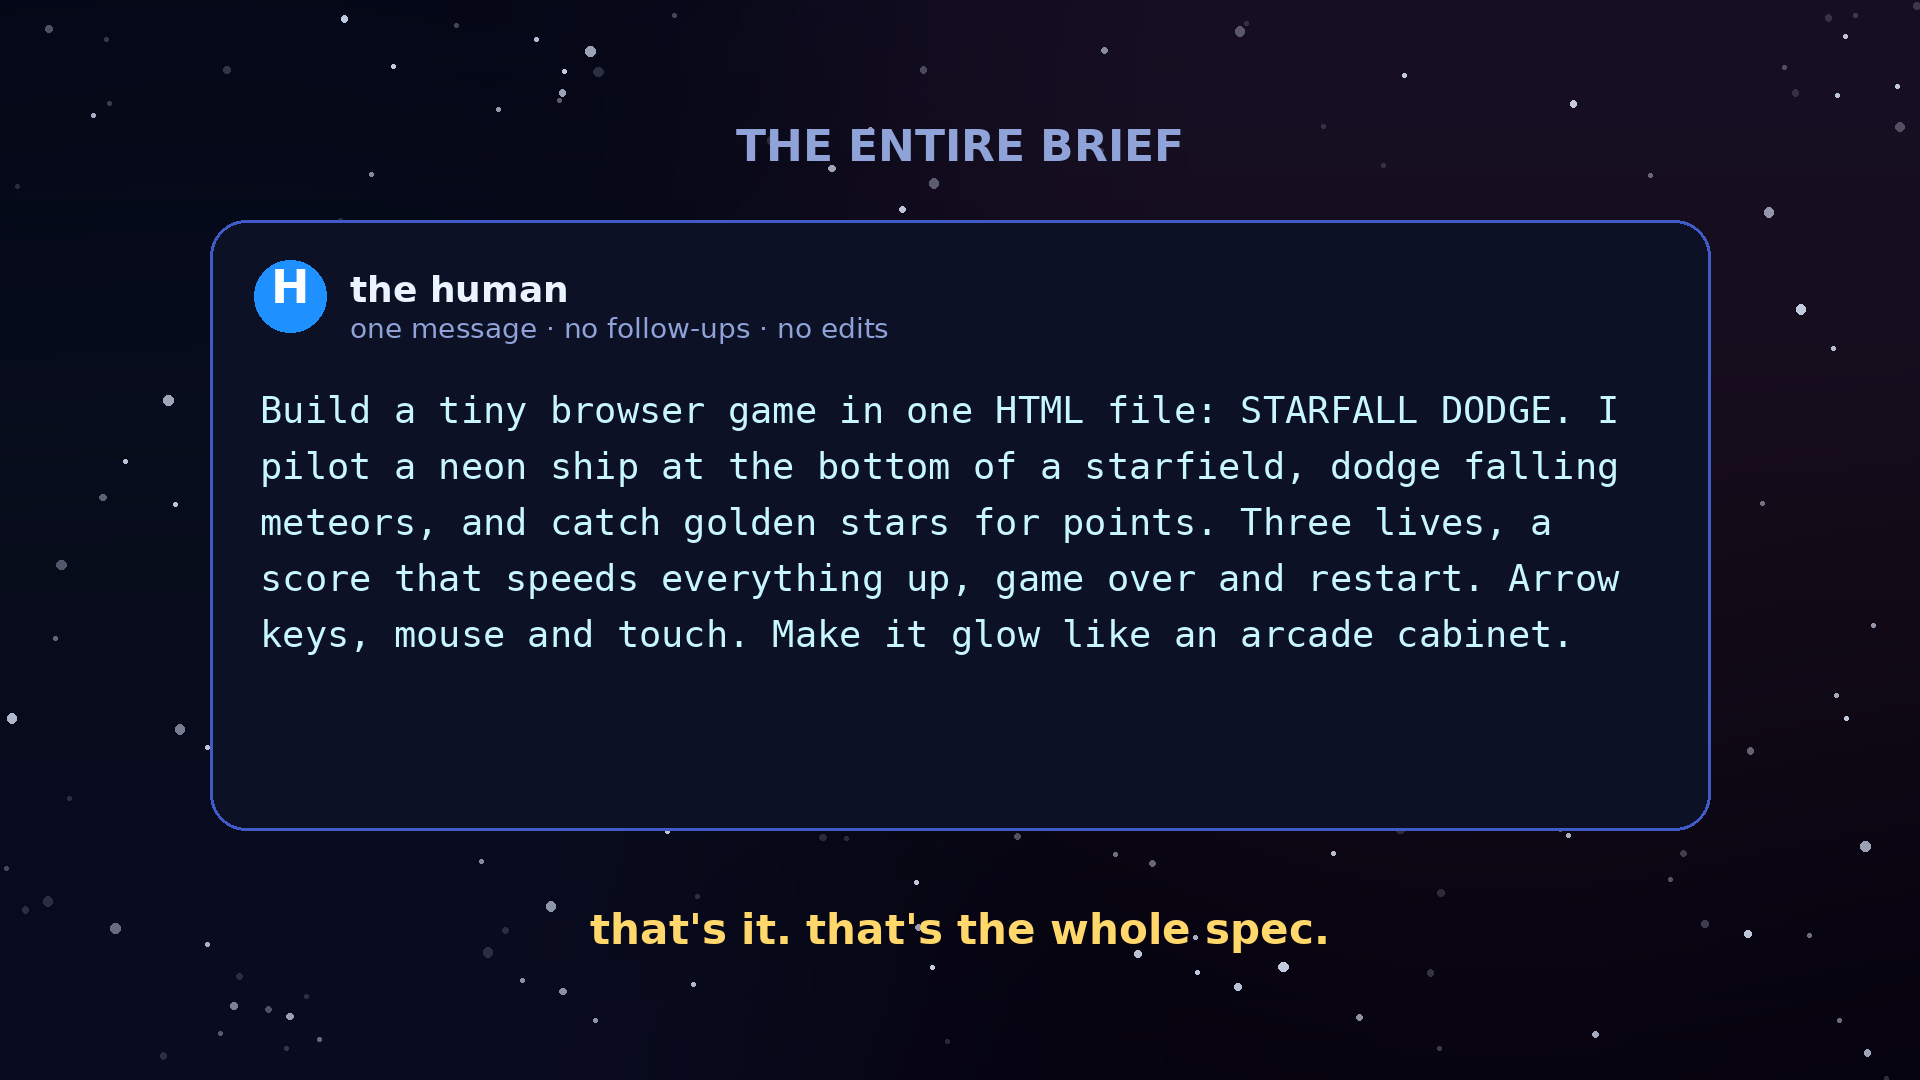 THE ENTIRE BRIEF
H
the human
one message · no follow-ups · no edits
Build a tiny browser game in one HTML file: STARFALL DODGE. I
pilot a neon ship at the bottom of a starfield, dodge falling
meteors, and catch golden stars for points. Three lives, a
score that speeds everything up, game over and restart. Arrow
keys, mouse and touch. Make it glow like an arcade cabinet.
that's it. that's the whole spec.